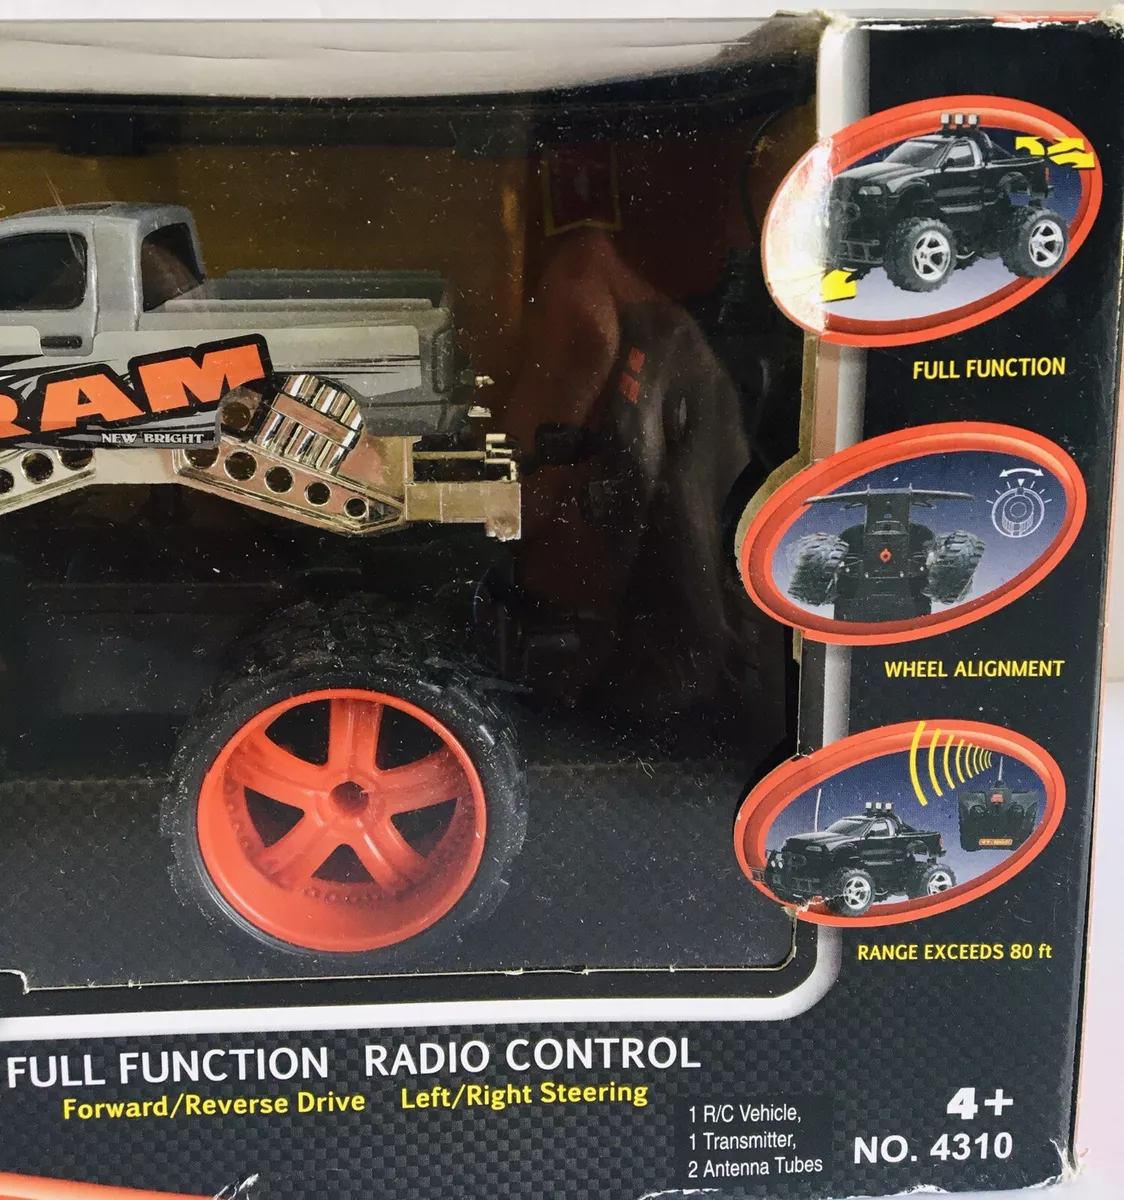 RAM
NEW BRIGHT
FULL FUNCTION
WHEEL ALIGNMENT
RANGE EXCEEDS 80 ft
FULL FUNCTION RADIO CONTROL
Forward/Reverse Drive Left/Right Steering
1 R/C Vehicle,
1 Transmitter,
2 Antenna Tubes
4+
NO. 4310